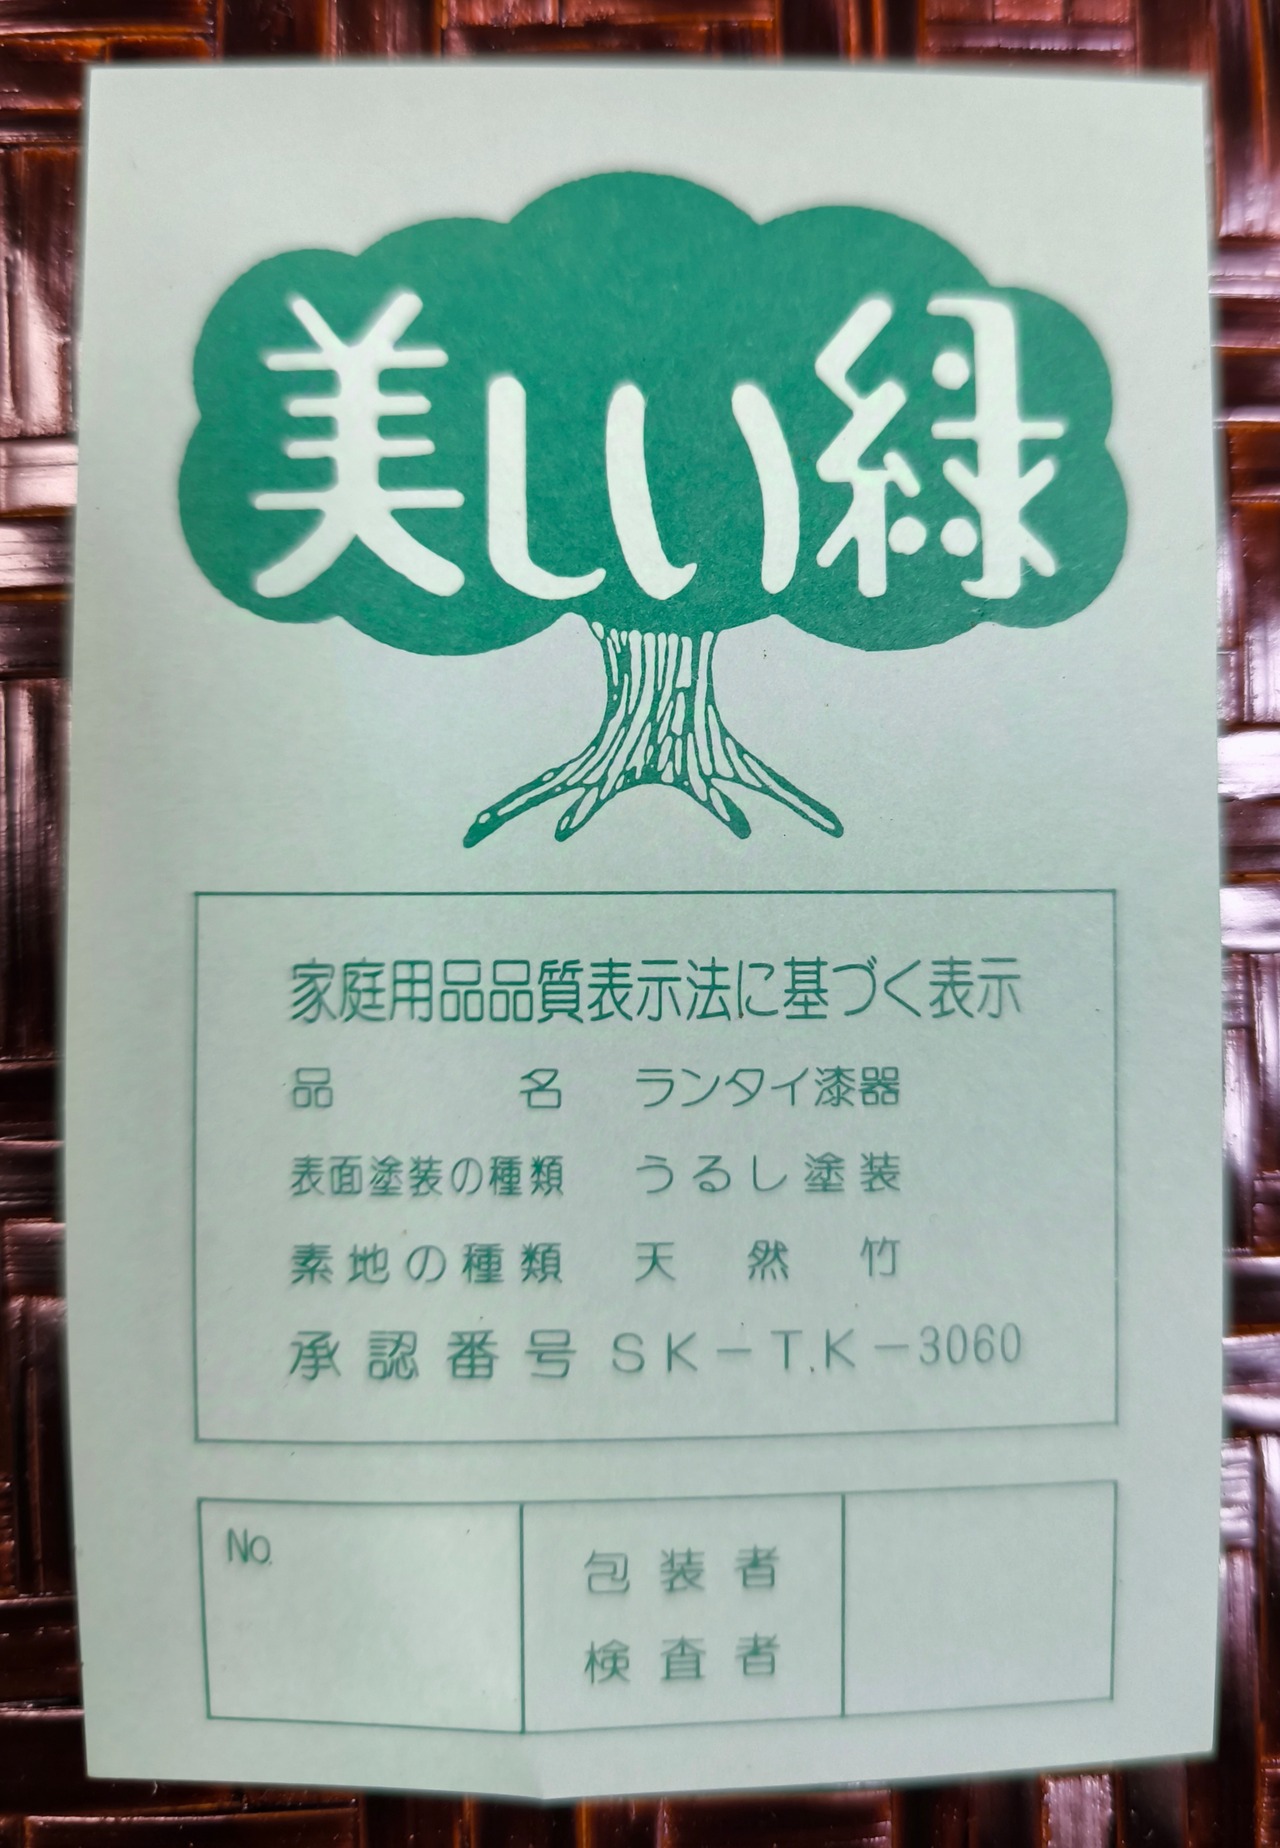 美しい緑
家庭用品品質表示法に基づく表示
品名 ランタイ漆器
表面塗装の種類 うるし塗装
素地の種類 天然竹
承認番号 SK-T.K-3060
No.
包装者
検査者